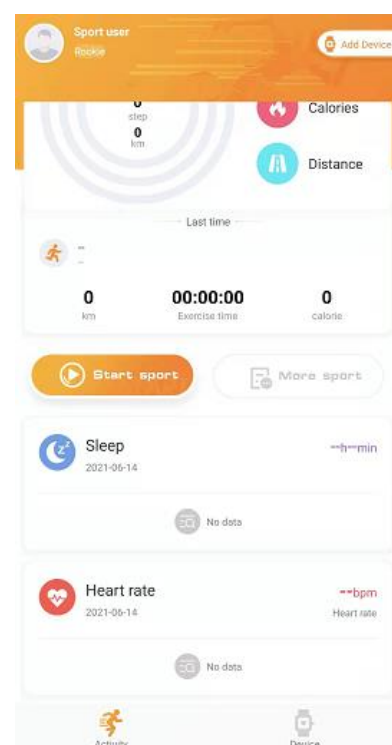 Sport user
Rookie
Add Device
0
step
0
km
Calories
Distance
Last time
--
--
0
00:00:00
0
km
Exercise time
calorie
Start sport
More sport
Sleep
--h--min
2021-06-14
No data
Heart rate
--bpm
2021-06-14
Heart rate
No data
Activity
Device